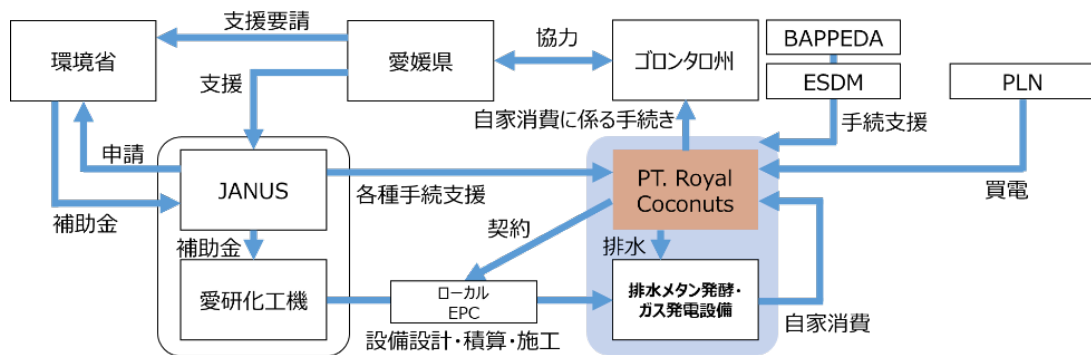 支援要請
環境省
愛媛県
協力
ゴロンタロ州
BAPPEDA
ESDM
PLN
支援
自家消費に係る手続き
手続支援
申請
JANUS
各種手続支援
PT. Royal
Coconuts
買電
補助金
補助金
契約
排水
愛研化工機
ローカル
EPC
排水メタン発酵・
ガス発電設備
自家消費
設備設計・積算・施工